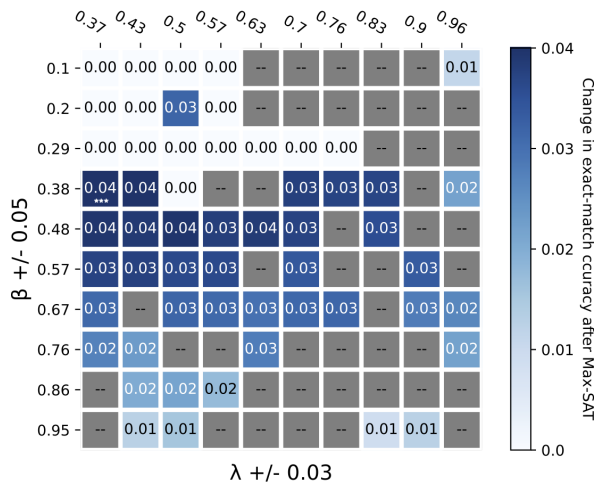 0.37 0.43 0.5 0.57 0.63 0.7 0.76 0.83 0.9 0.96
0.1 0.00 0.00 0.00 0.00 -- -- -- -- -- 0.01
0.2 0.00 0.00 0.03 0.00 -- -- -- -- -- --
0.29 0.00 0.00 0.00 0.00 0.00 0.00 0.00 -- -- --
0.38 0.04 0.04 0.00 -- -- 0.03 0.03 0.03 -- 0.02
***
0.48 0.04 0.04 0.04 0.03 0.04 0.03 -- 0.03 -- --
0.57 0.03 0.03 0.03 0.03 -- 0.03 -- -- 0.03 --
0.67 0.03 -- 0.03 0.03 0.03 0.03 0.03 -- 0.03 0.02
0.76 0.02 0.02 -- -- 0.03 -- -- -- -- 0.02
0.86 -- 0.02 0.02 0.02 -- -- -- -- -- --
0.95 -- 0.01 0.01 -- -- -- -- 0.01 0.01 --
β +/- 0.05
λ +/- 0.03
0.04
0.03
0.02
0.01
0.0
Change in exact-match ccuracy after Max-SAT